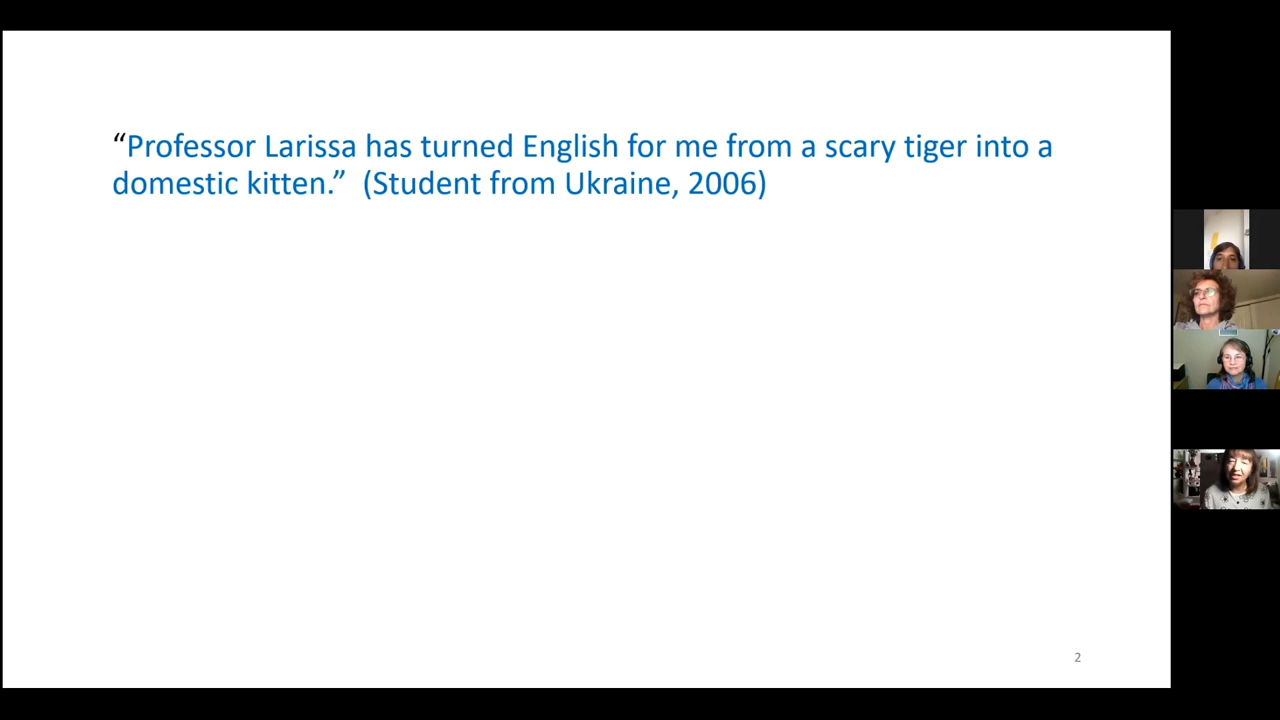 “Professor Larissa has turned English for me from a scary tiger into a
domestic kitten.” (Student from Ukraine, 2006)
2